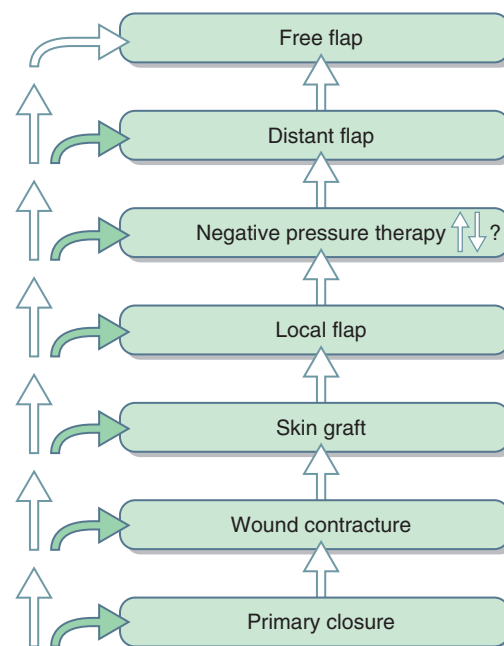 Free flap
Distant flap
Negative pressure therapy ?
Local flap
Skin graft
Wound contracture
Primary closure